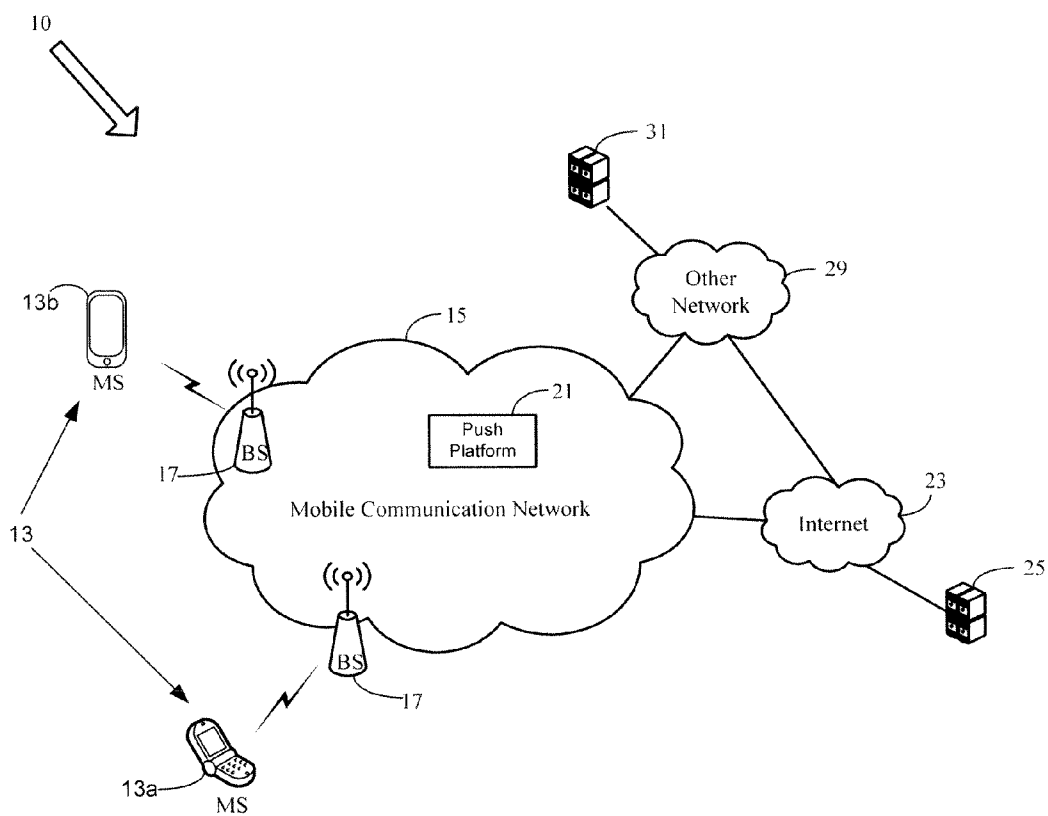 10
31
Other
Network
29
13b
MS
15
21
Push
Platform
BS
17
23
Internet
Mobile Communication Network
13
25
BS
17
13a
MS